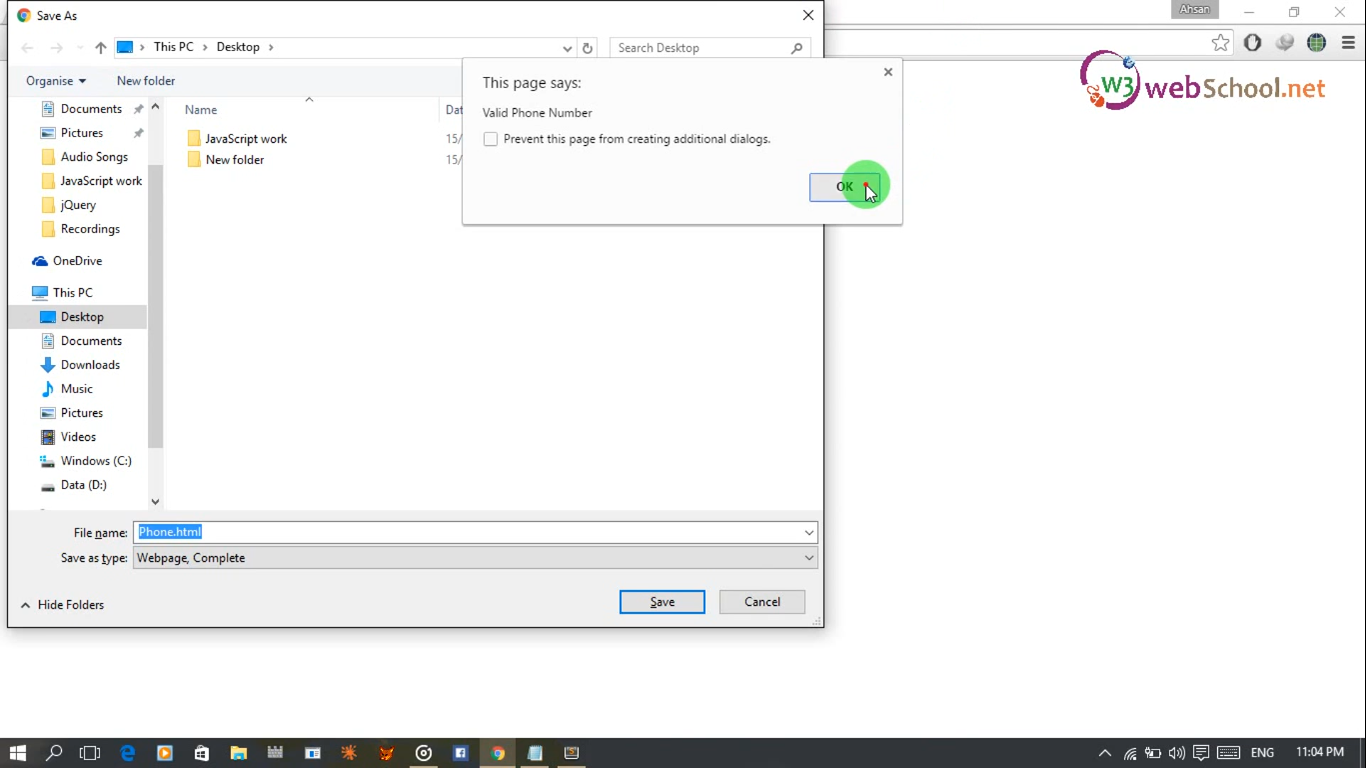 Save As
Ahsan
This PC
Desktop
Search Desktop
W3 webSchool.net
Organise
New folder
This page says:
Valid Phone Number
Prevent this page from creating additional dialogs.
OK
Name
Dat
JavaScript work
15/
New folder
15/
Documents
Pictures
Audio Songs
JavaScript work
jQuery
Recordings
OneDrive
This PC
Desktop
Documents
Downloads
Music
Pictures
Videos
Windows (C:)
Data (D:)
File name:
Phone.html
Save as type:
Webpage, Complete
Hide Folders
Save
Cancel
ENG
11:04 PM